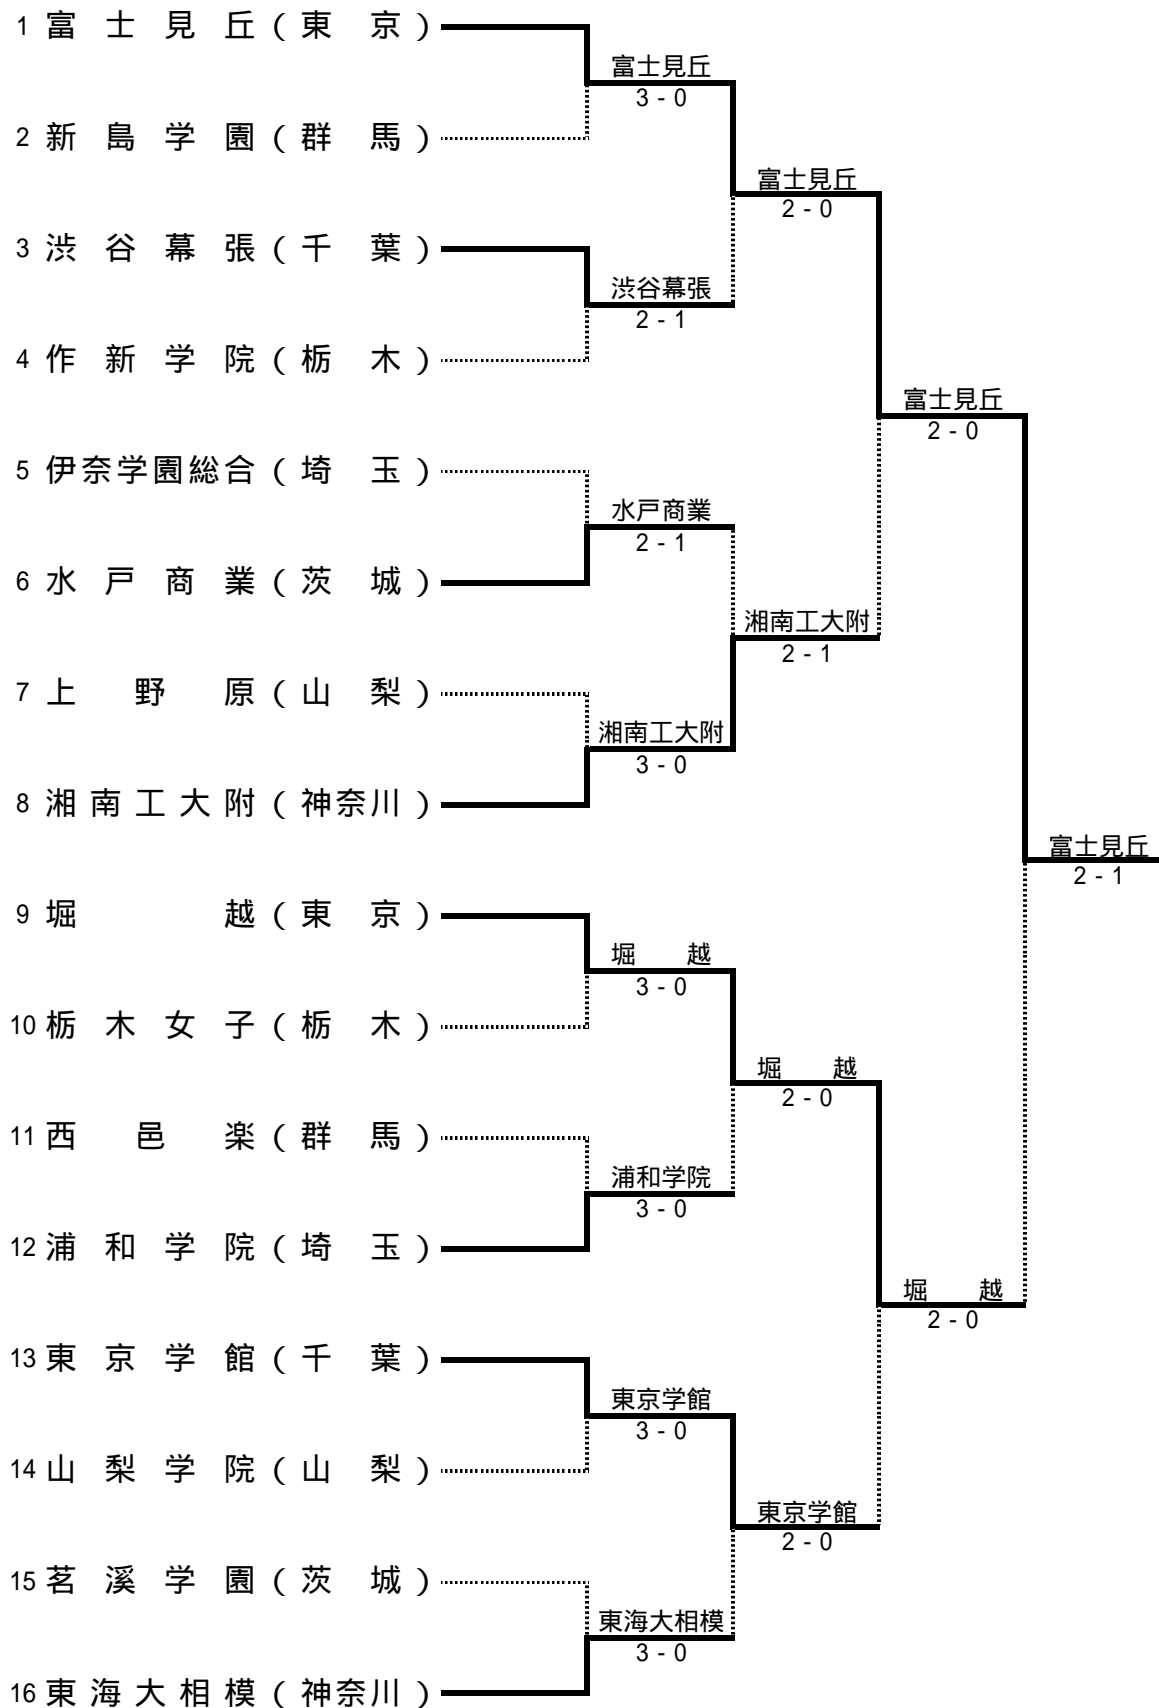 1 富士見丘(東京)
富士見丘
3 - 0
2 新島学園(群馬)
富士見丘
2 - 0
3 渋谷幕張(千葉)
渋谷幕張
2 - 1
4 作新学院(栃木)
富士見丘
2 - 0
5 伊奈学園総合(埼玉)
水戸商業
2 - 1
6 水戸商業(茨城)
湘南工大附
2 - 1
7 上野原(山梨)
湘南工大附
3 - 0
8 湘南工大附(神奈川)
富士見丘
2 - 1
9 堀越(東京)
堀越
3 - 0
10 栃木女子(栃木)
堀越
2 - 0
11 西邑楽(群馬)
浦和学院
3 - 0
12 浦和学院(埼玉)
堀越
2 - 0
13 東京学館(千葉)
東京学館
3 - 0
14 山梨学院(山梨)
東京学館
2 - 0
15 茗溪学園(茨城)
東海大相模
3 - 0
16 東海大相模(神奈川)